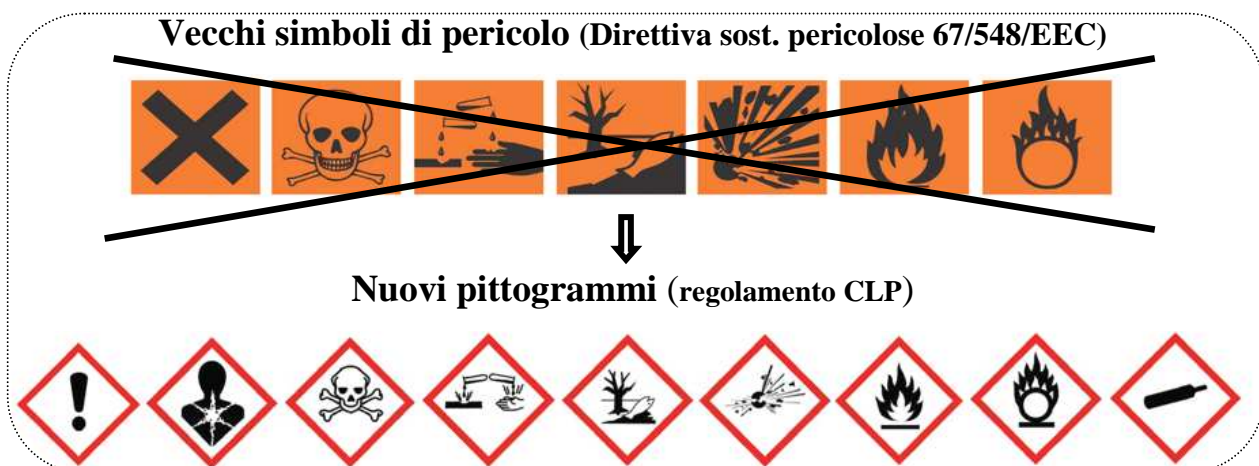 Vecchi simboli di pericolo (Direttiva sost. pericolose 67/548/EEC)
Nuovi pittogrammi (regolamento CLP)